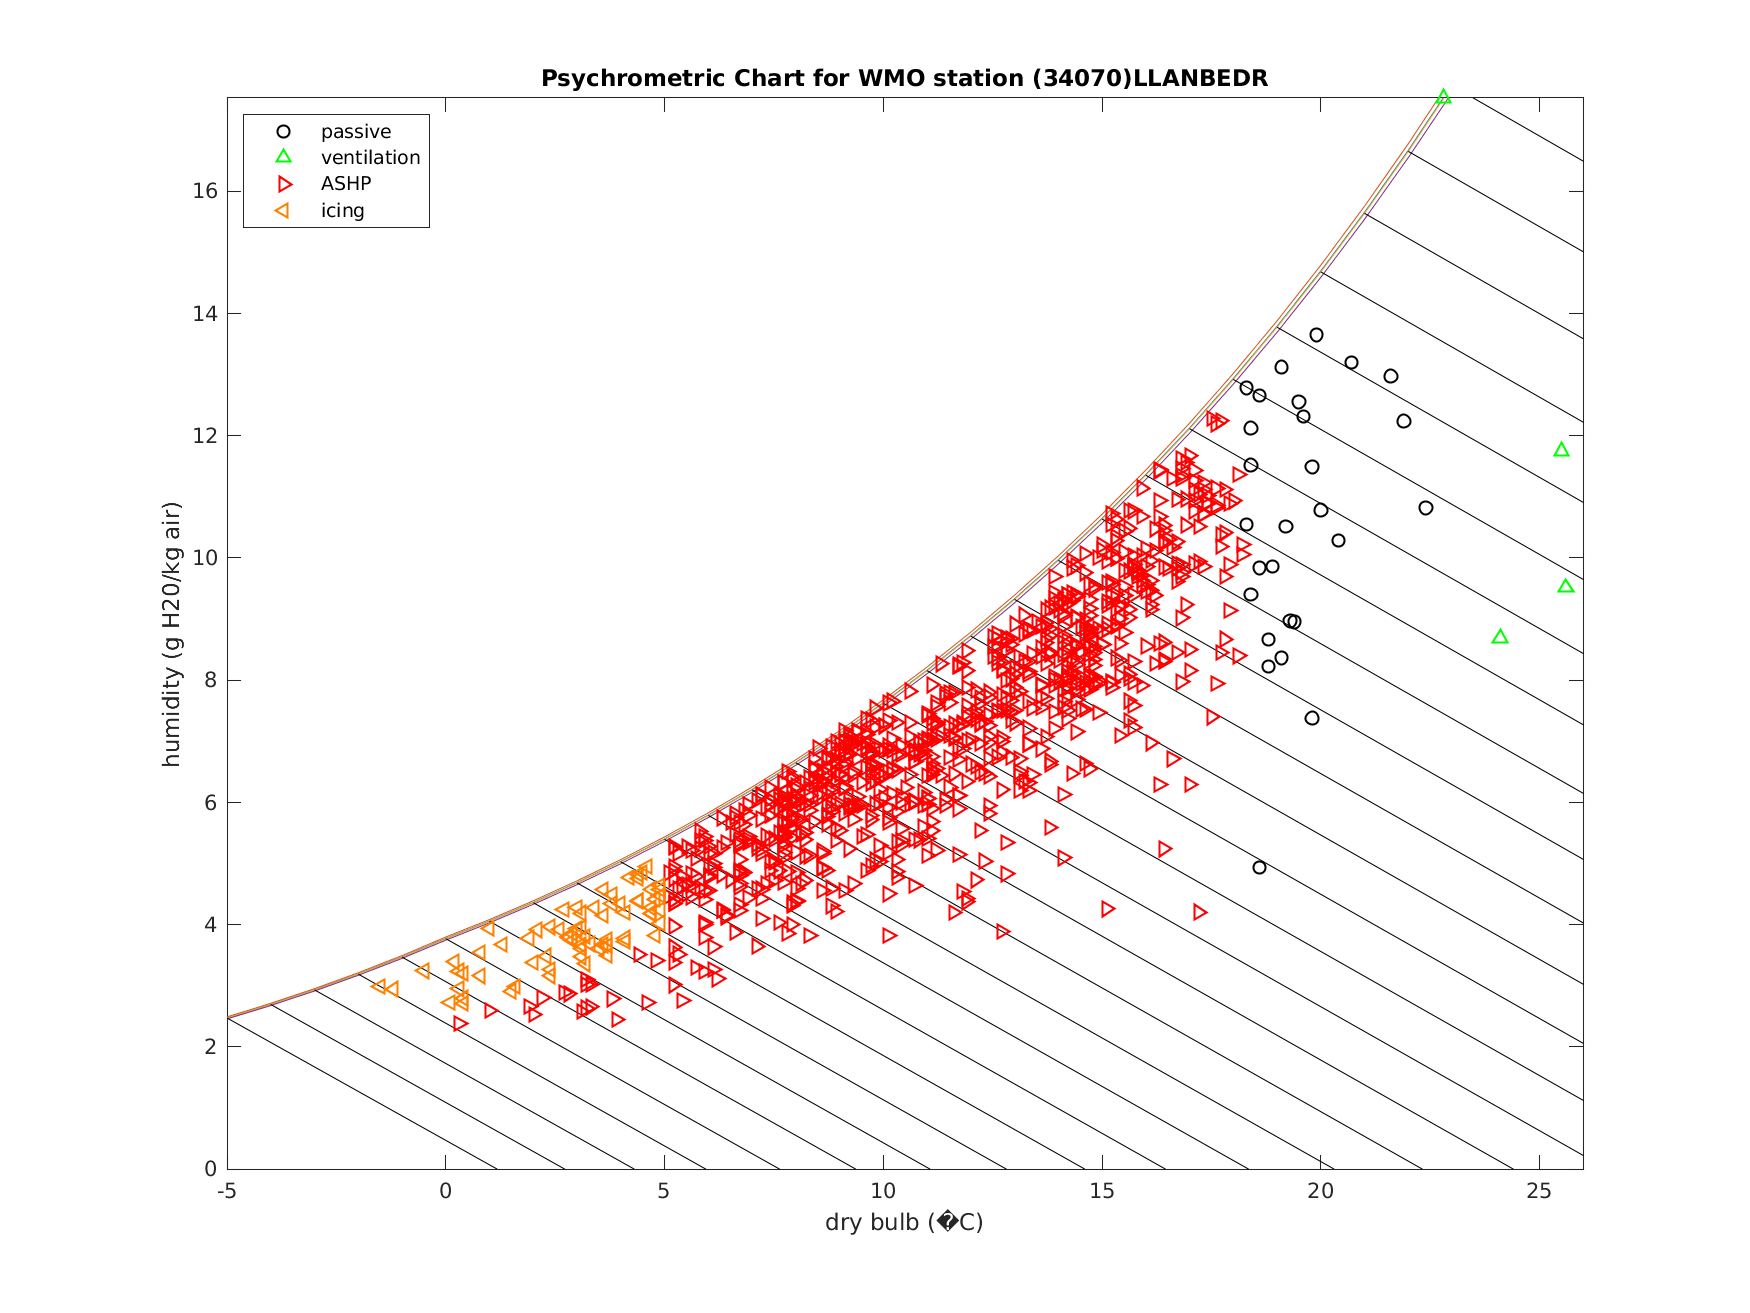 Psychrometric Chart for WMO station (34070)LLANBEDR
passive
ventilation
ASHP
icing
humidity (g H20/kg air)
16
14
12
10
8
6
4
2
0
-5
0
5
10
15
20
25
dry bulb (�C)